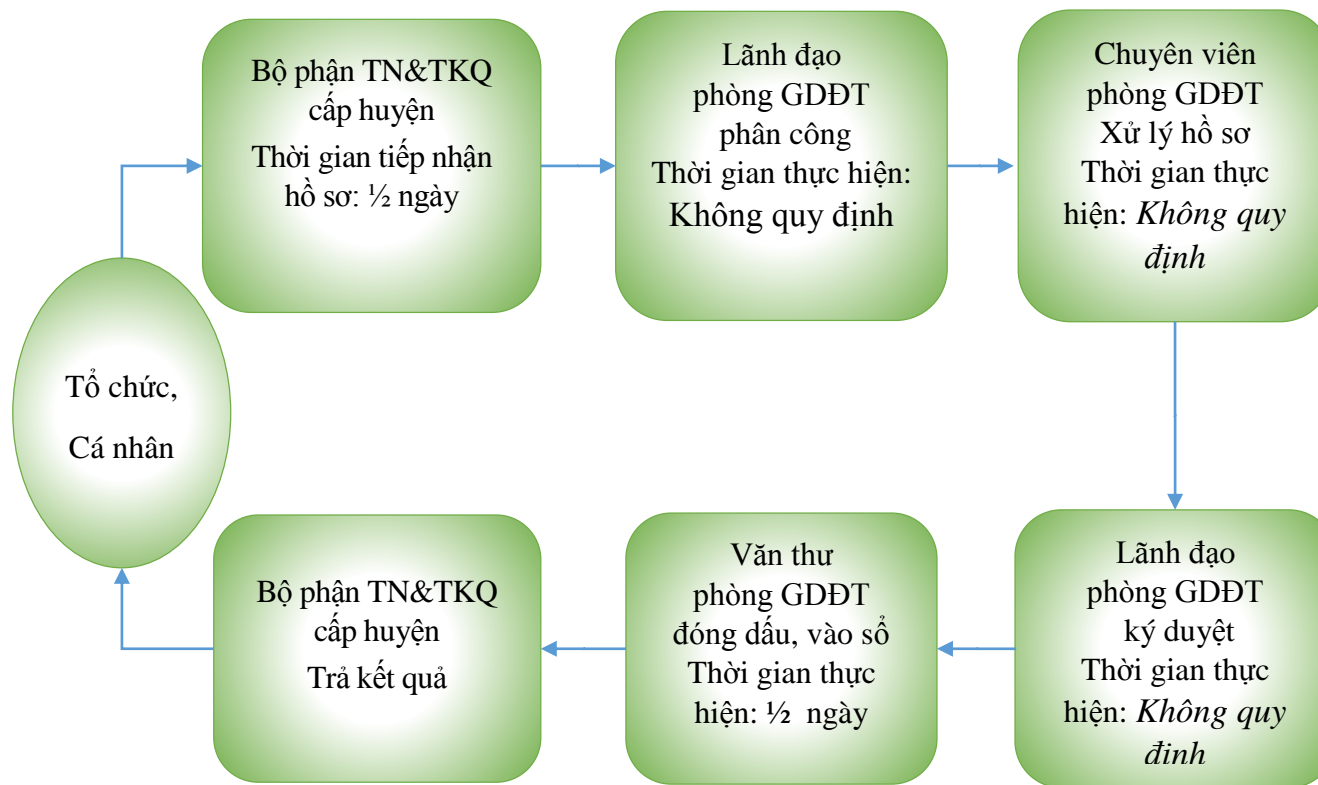 Bộ phận TN&TKQ
cấp huyện
Thời gian tiếp nhận
hồ sơ: ½ ngày
Lãnh đạo
phòng GDĐT
phân công
Thời gian thực hiện:
Không quy định
Chuyên viên
phòng GDĐT
Xử lý hồ sơ
Thời gian thực
hiện: Không quy
định
Tổ chức,
Cá nhân
Bộ phận TN&TKQ
cấp huyện
Trả kết quả
Văn thư
phòng GDĐT
đóng dấu, vào sổ
Thời gian thực
hiện: ½ ngày
Lãnh đạo
phòng GDĐT
ký duyệt
Thời gian thực
hiện: Không quy
định